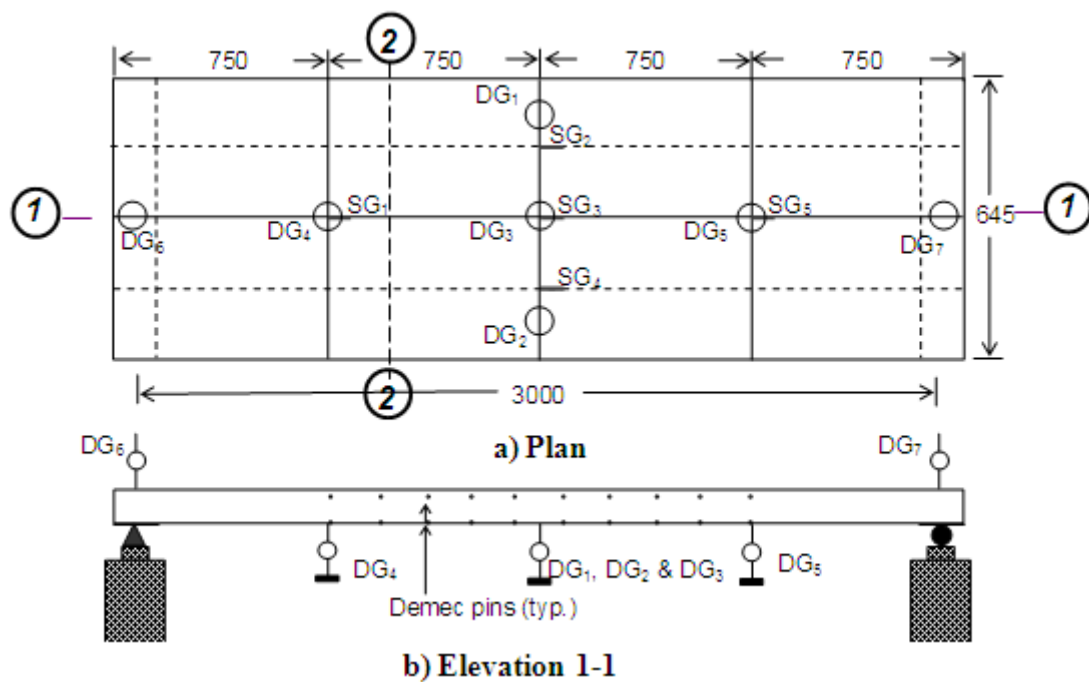 2
750 750 750 750
DG₁
SG₂
1 SG₁ SG₃ SG₅ 1
645
DG₆ DG₄ DG₃ DG₅ DG₇
SG₄
DG₂
2
3000
a) Plan
DG₆ DG₇
DG₄ DG₁, DG₂ & DG₃ DG₅
Demec pins (typ.)
b) Elevation 1-1